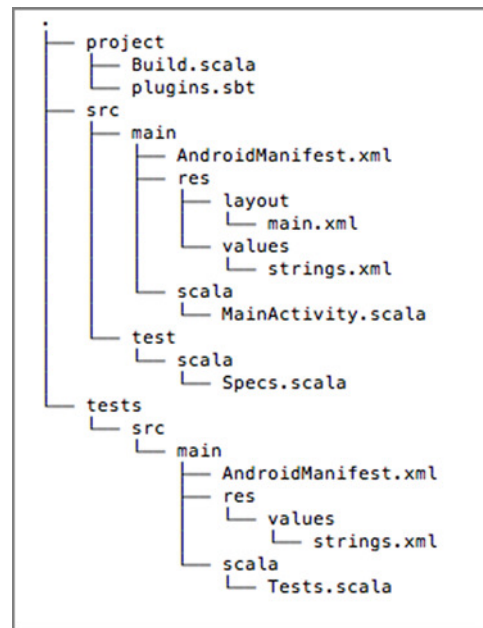 .
├── project
│   ├── Build.scala
│   └── plugins.sbt
├── src
│   ├── main
│   │   ├── AndroidManifest.xml
│   │   ├── res
│   │   │   ├── layout
│   │   │   │   └── main.xml
│   │   │   └── values
│   │   │       └── strings.xml
│   │   └── scala
│   │       └── MainActivity.scala
│   └── test
│       └── scala
│           └── Specs.scala
└── tests
    └── src
        └── main
            ├── AndroidManifest.xml
            ├── res
            │   └── values
            │       └── strings.xml
            └── scala
                └── Tests.scala